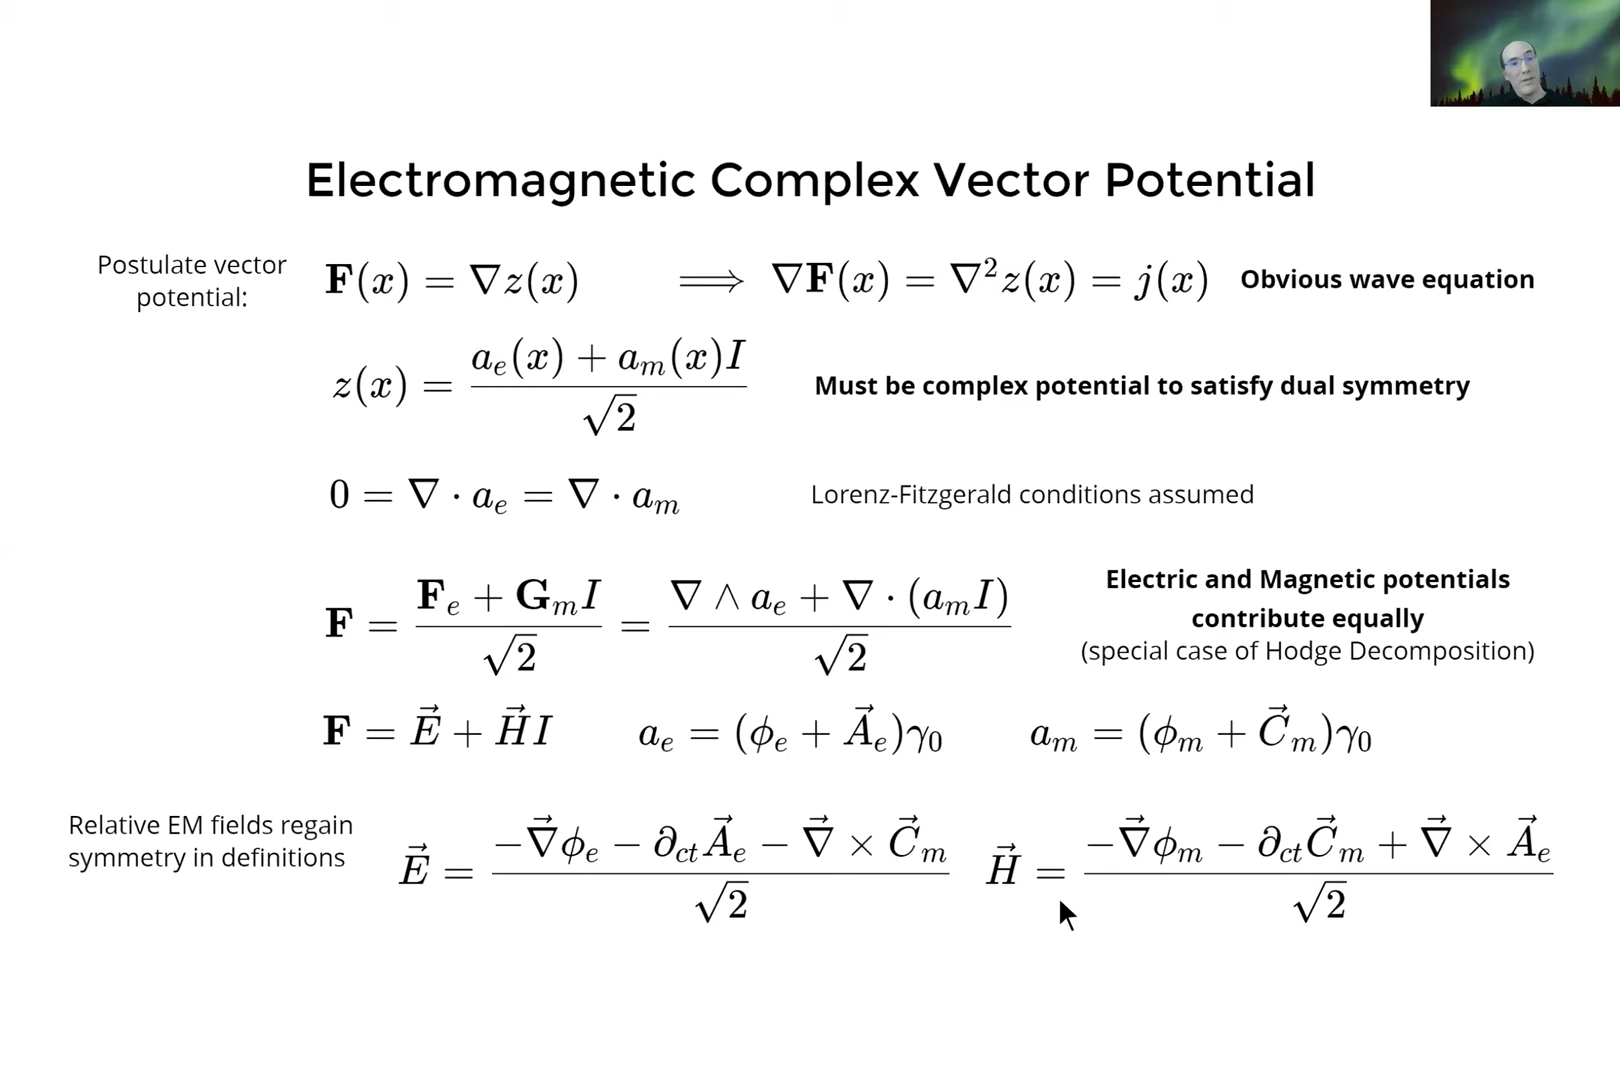 Electromagnetic Complex Vector Potential
Postulate vector
potential:
𝐅(x) = ∇z(x) ⟹ ∇𝐅(x) = ∇²z(x) = j(x) Obvious wave equation
z(x) = (a_e(x) + a_m(x)I) / √2 Must be complex potential to satisfy dual symmetry
0 = ∇ · a_e = ∇ · a_m Lorenz-Fitzgerald conditions assumed
𝐅 = (𝐅_e + 𝐆_m I) / √2 = (∇ ∧ a_e + ∇ · (a_m I)) / √2
Electric and Magnetic potentials
contribute equally
(special case of Hodge Decomposition)
𝐅 = E⃗ + H⃗I a_e = (ϕ_e + A⃗_e)γ₀ a_m = (ϕ_m + C⃗_m)γ₀
Relative EM fields regain
symmetry in definitions
E⃗ = (−∇⃗ϕ_e − ∂_ct A⃗_e − ∇⃗ × C⃗_m) / √2 H⃗ = (−∇⃗ϕ_m − ∂_ct C⃗_m + ∇⃗ × A⃗_e) / √2